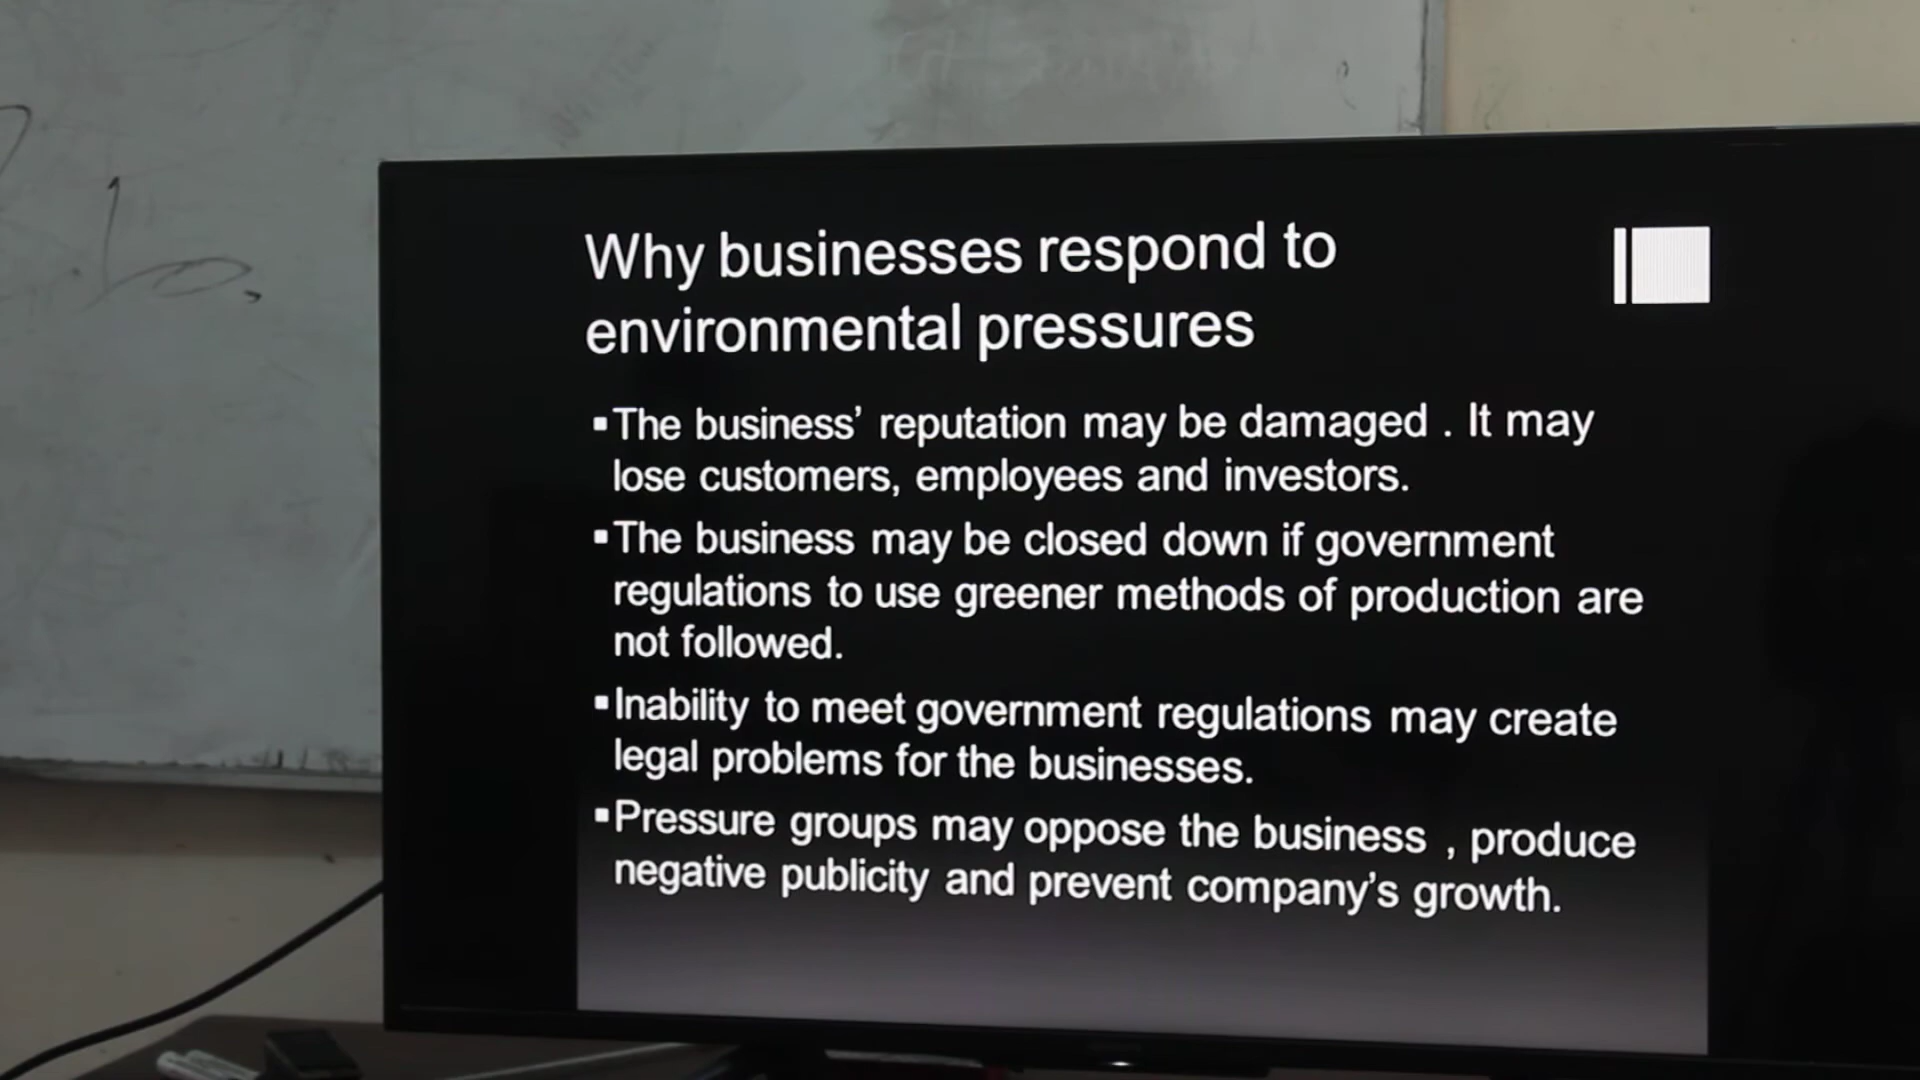 Why businesses respond to
environmental pressures
▪The business’ reputation may be damaged . It may
lose customers, employees and investors.
▪The business may be closed down if government
regulations to use greener methods of production are
not followed.
▪Inability to meet government regulations may create
legal problems for the businesses.
▪Pressure groups may oppose the business , produce
negative publicity and prevent company’s growth.